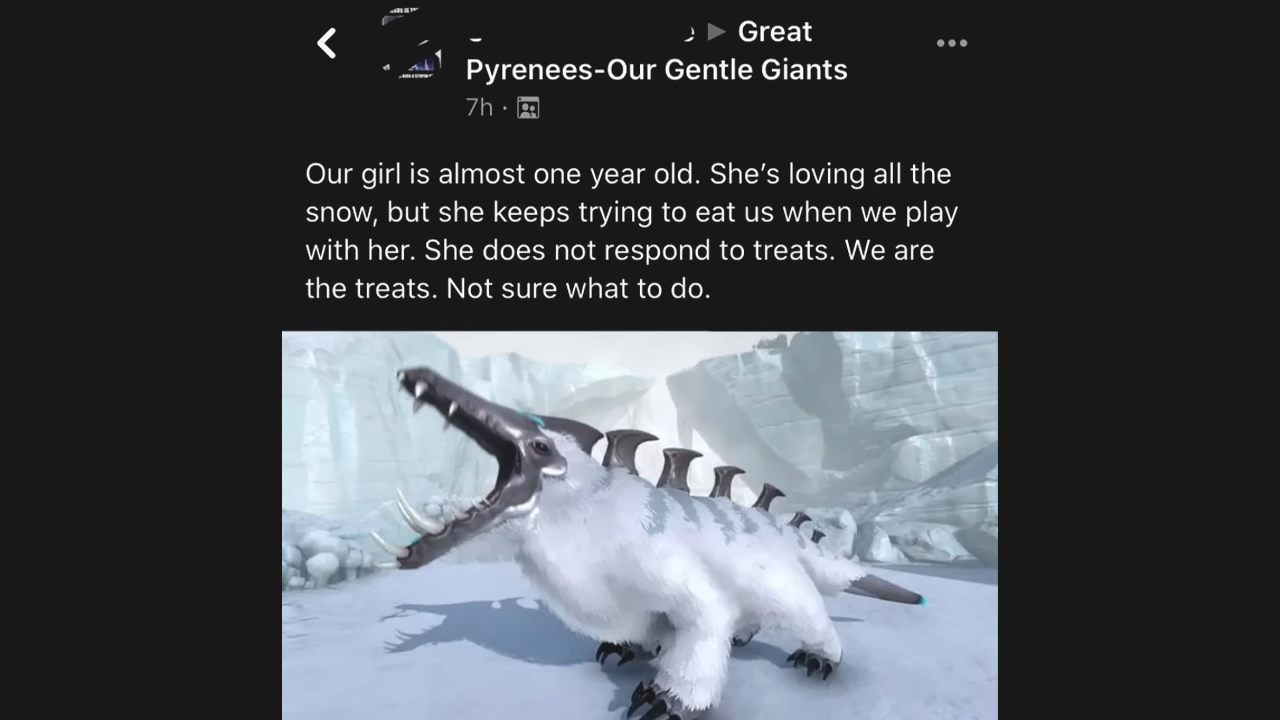 Great
Pyrenees-Our Gentle Giants
7h ·
Our girl is almost one year old. She’s loving all the
snow, but she keeps trying to eat us when we play
with her. She does not respond to treats. We are
the treats. Not sure what to do.